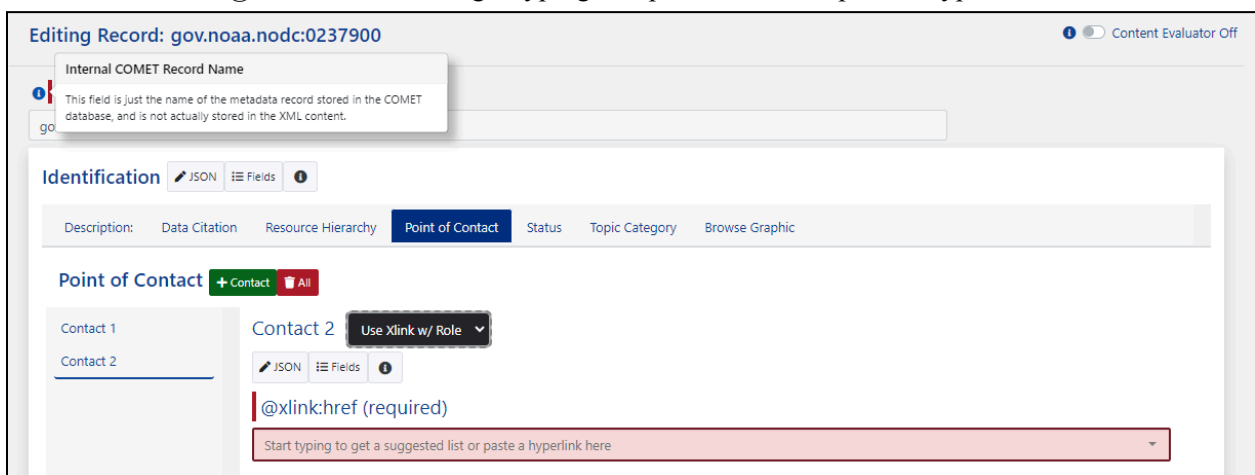 Editing Record: gov.noaa.nodc:0237900
Content Evaluator Off
Internal COMET Record Name
This field is just the name of the metadata record stored in the COMET
database, and is not actually stored in the XML content.
go
Identification JSON Fields
Description: Data Citation Resource Hierarchy Point of Contact Status Topic Category Browse Graphic
Point of Contact + Contact All
Contact 1
Contact 2
Contact 2 Use Xlink w/ Role
JSON Fields
@xlink:href (required)
Start typing to get a suggested list or paste a hyperlink here